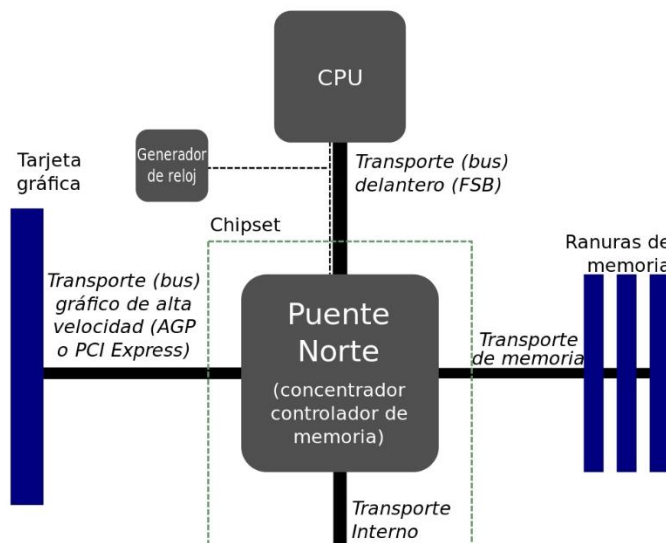 CPU
Generador
de reloj
Transporte (bus)
delantero (FSB)
Tarjeta
gráfica
Chipset
Ranuras de
memoria
Transporte (bus)
gráfico de alta
velocidad (AGP
o PCI Express)
Puente
Norte
(concentrador
controlador de
memoria)
Transporte
de memoria
Transporte
Interno